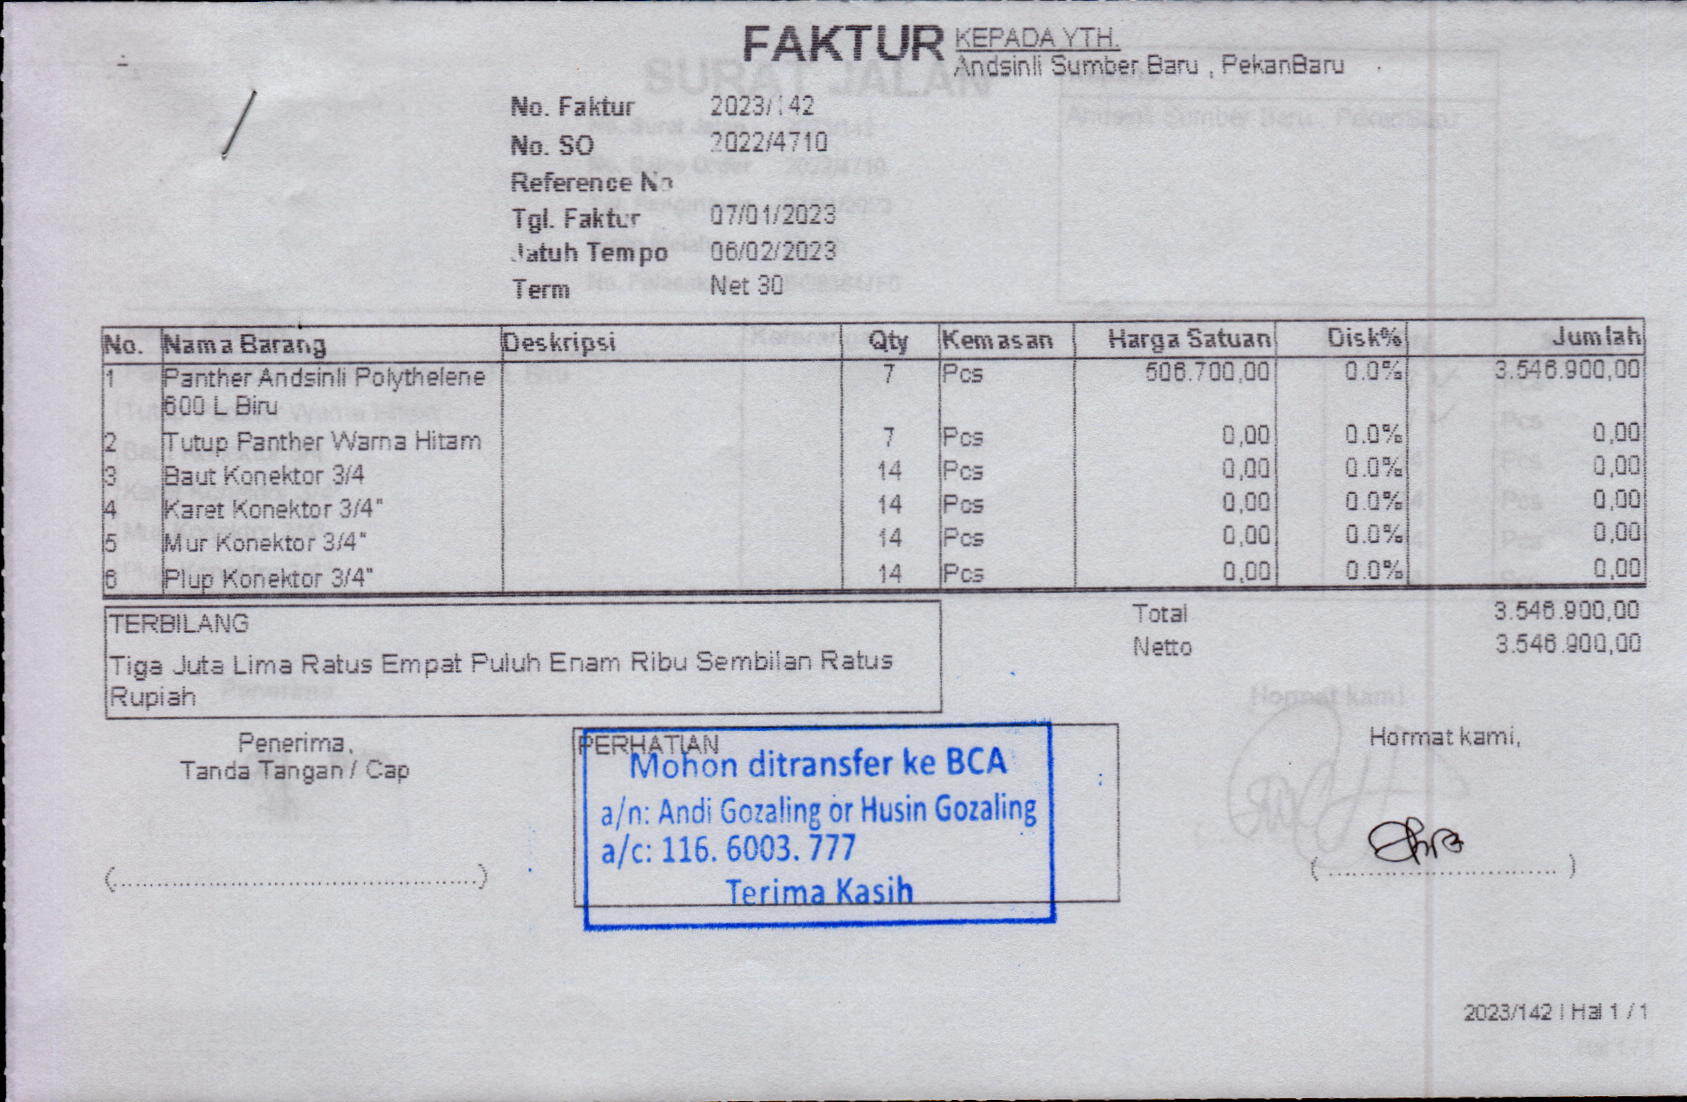 FAKTUR
KEPADA YTH.
Andsinli Sumber Baru , PekanBaru
No. Faktur 2023/142
No. SO 2022/4710
Reference No
Tgl. Faktur 07/01/2023
Jatuh Tempo 06/02/2023
Term Net 30
No. Nama Barang Deskripsi Qty Kemasan Harga Satuan Disk% Jumlah
1 Panther Andsinli Polythelene 7 Pcs 506.700,00 0.0% 3.546.900,00
600 L Biru
2 Tutup Panther Warna Hitam 7 Pcs 0,00 0.0% 0,00
3 Baut Konektor 3/4 14 Pcs 0,00 0.0% 0,00
4 Karet Konektor 3/4" 14 Pcs 0,00 0.0% 0,00
5 Mur Konektor 3/4" 14 Pcs 0,00 0.0% 0,00
6 Plup Konektor 3/4" 14 Pcs 0,00 0.0% 0,00
Total 3.546.900,00
Netto 3.546.900,00
TERBILANG
Tiga Juta Lima Ratus Empat Puluh Enam Ribu Sembilan Ratus
Rupiah
Penerima,
Tanda Tangan / Cap
PERHATIAN
Mohon ditransfer ke BCA
a/n: Andi Gozaling or Husin Gozaling
a/c: 116. 6003. 777
Terima Kasih
Hormat kami,
2023/142 | Hal 1 / 1